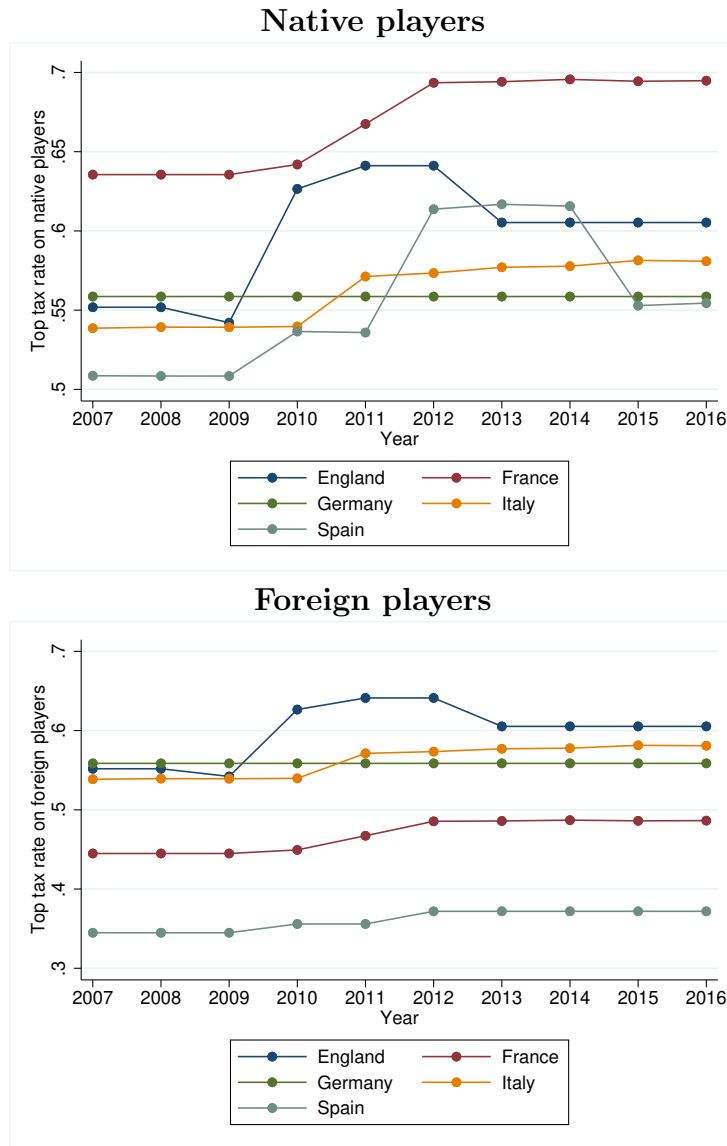 Native players
Top tax rate on native players
.7
.65
.6
.55
.5
2007 2008 2009 2010 2011 2012 2013 2014 2015 2016
Year
England France
Germany Italy
Spain
Foreign players
Top tax rate on foreign players
.7
.6
.5
.4
.3
2007 2008 2009 2010 2011 2012 2013 2014 2015 2016
Year
England France
Germany Italy
Spain